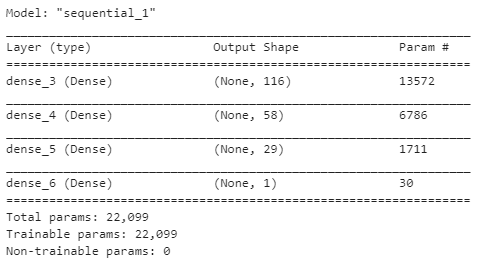 Model: "sequential_1"
Layer (type) Output Shape Param #
dense_3 (Dense) (None, 116) 13572
dense_4 (Dense) (None, 58) 6786
dense_5 (Dense) (None, 29) 1711
dense_6 (Dense) (None, 1) 30
Total params: 22,099
Trainable params: 22,099
Non-trainable params: 0